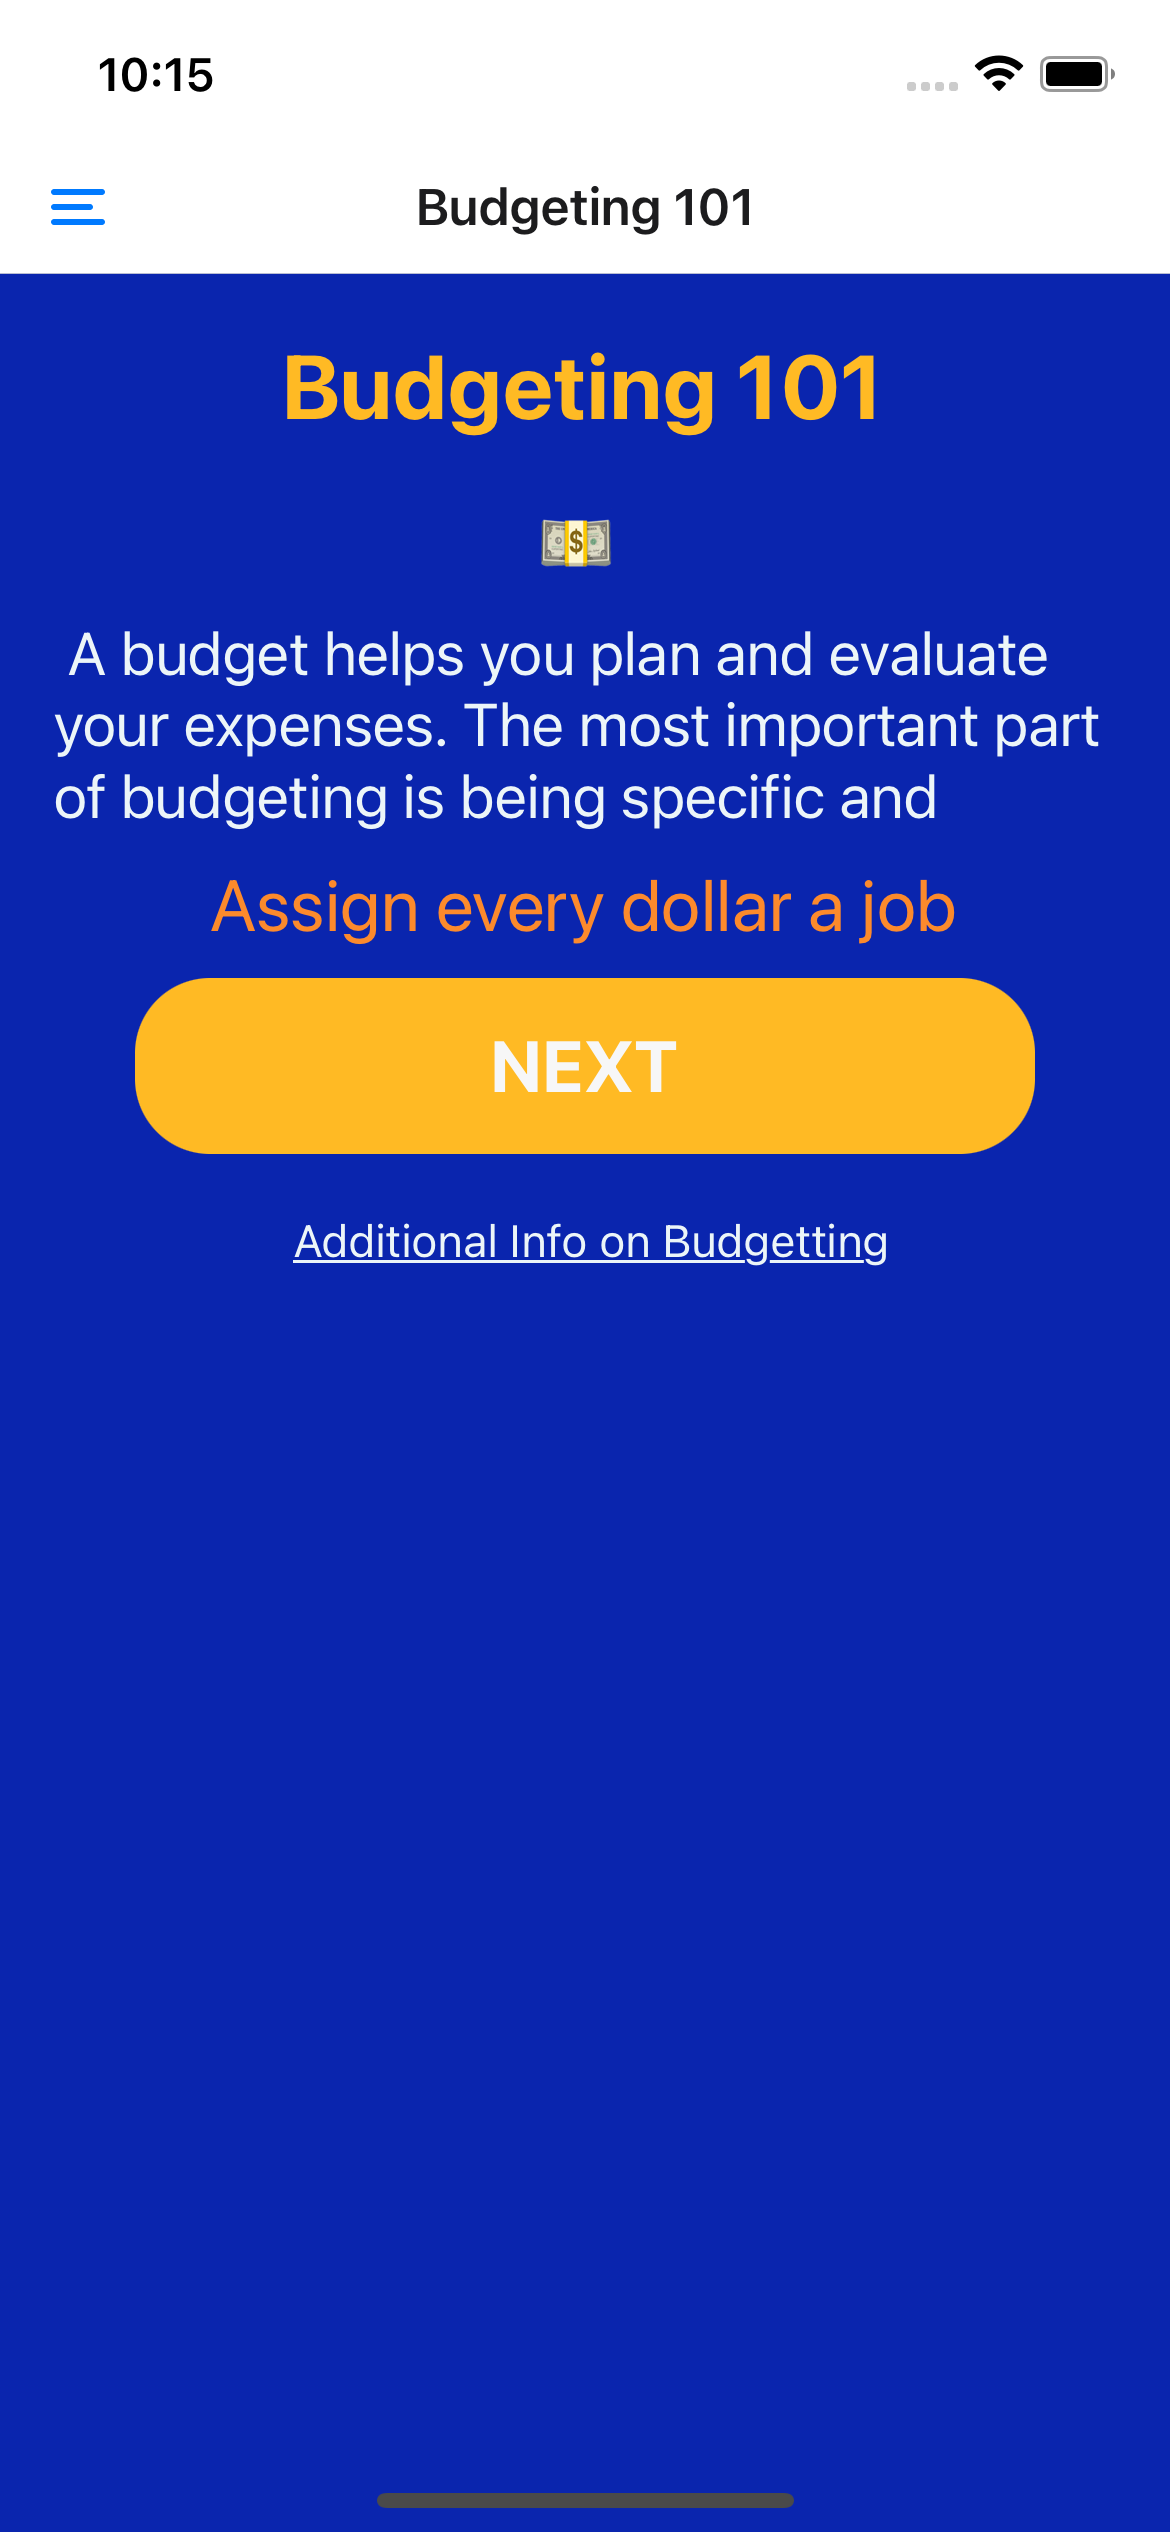 10:15
Budgeting 101
Budgeting 101
💵
A budget helps you plan and evaluate
your expenses. The most important part
of budgeting is being specific and
Assign every dollar a job
NEXT
Additional Info on Budgetting